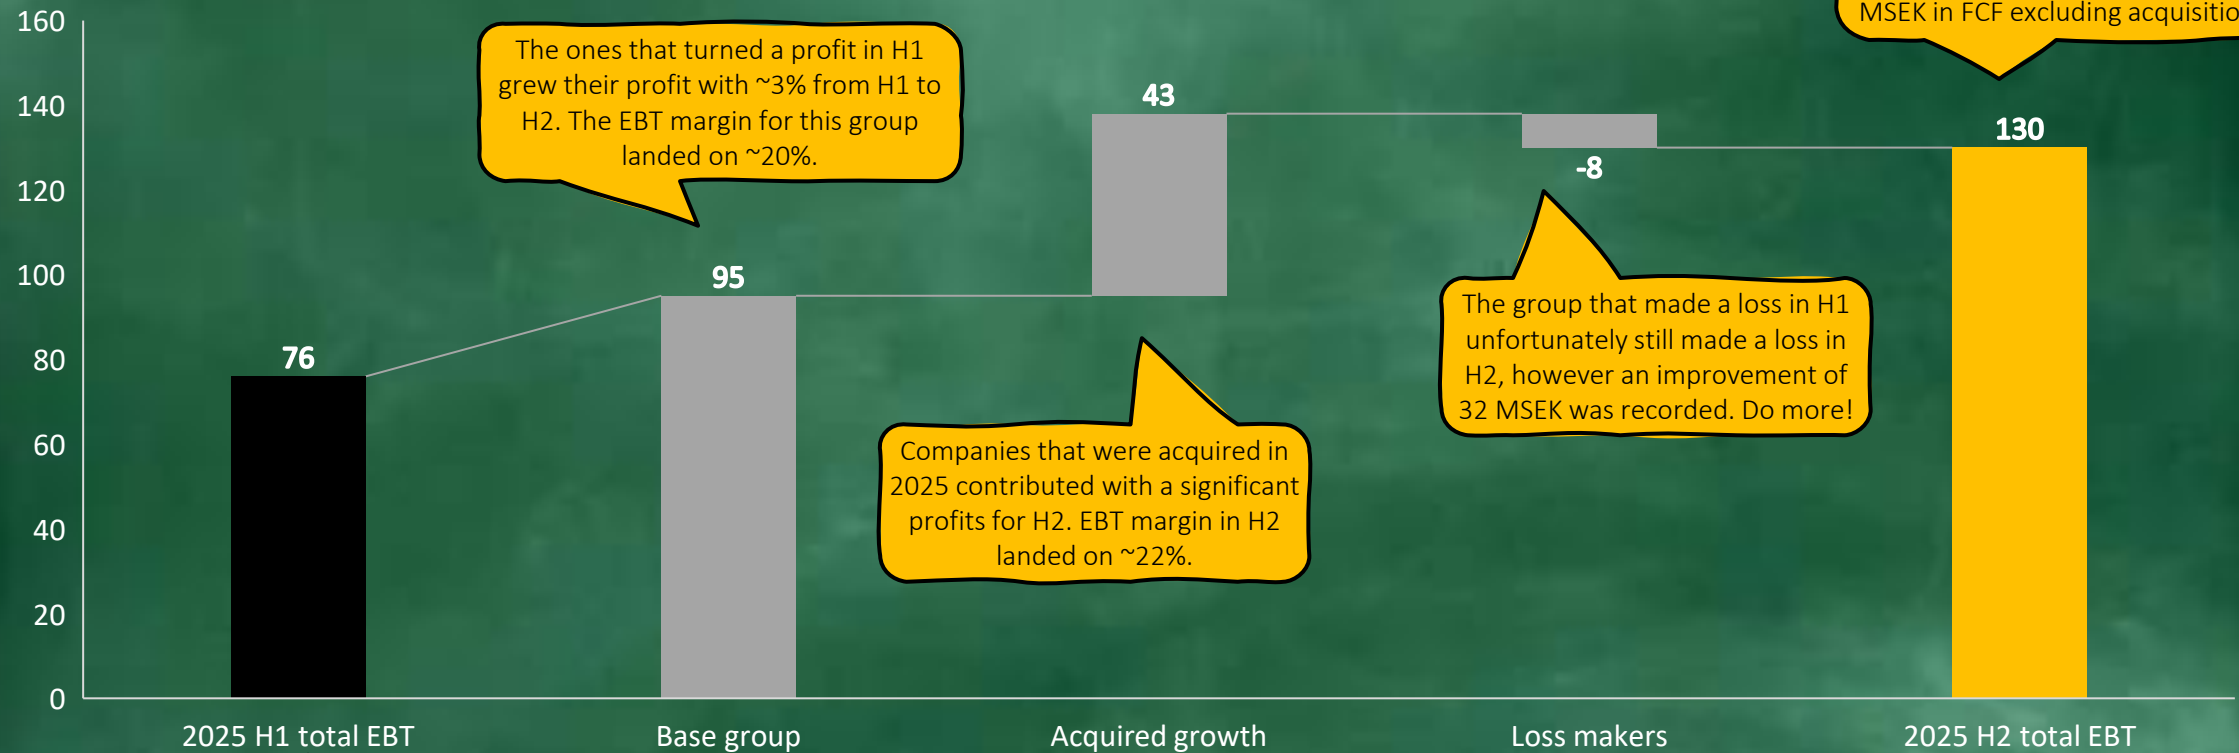 MSEK in FCF excluding
160
140
120
100
80
60
40
20
0
The ones that turned a profit in H1
grew their profit with ~3% from H1 to
H2. The EBT margin for this group
landed on ~20%.
43
130
-8
95
76
The group that made a loss in H1
unfortunately still made a loss in
H2, however an improvement of
32 MSEK was recorded. Do more!
Companies that were acquired in
2025 contributed with a significant
profits for H2. EBT margin in H2
landed on ~22%.
2025 H1 total EBT
Base group
Acquired growth
Loss makers
2025 H2 total EBT